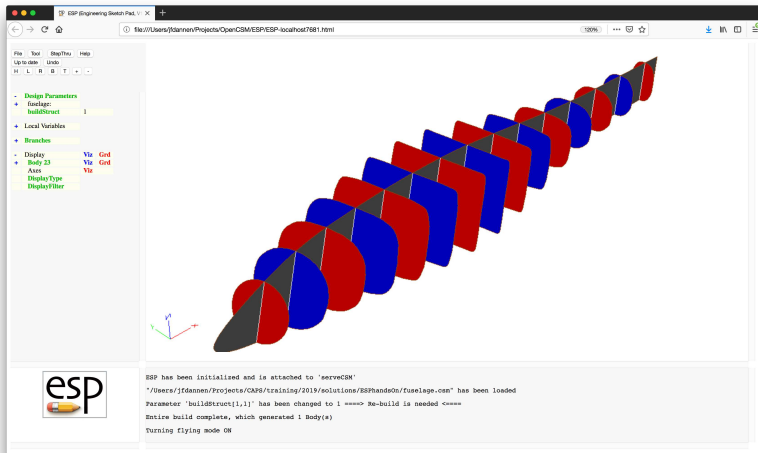 ESP (Engineering Sketch Pad, V
file:///Users/jfdannen/Projects/OpenCSM/ESP/ESP-localhost7681.html
120%
File Tool StepThru Help
Up to date Undo
H L R B T + -
- Design Parameters
+ fuselage:
buildStruct 1
+ Local Variables
+ Branches
- Display Viz Grd
+ Body 23 Viz Grd
Axes Viz
DisplayType
DisplayFilter
esp
ESP has been initialized and is attached to 'serveCSM'
"/Users/jfdannen/Projects/CAPS/training/2019/solutions/ESPhandsOn/fuselage.csm" has been loaded
Parameter 'buildStruct[1,1]' has been changed to 1 ====> Re-build is needed <====
Entire build complete, which generated 1 Body(s)
Turning flying mode ON